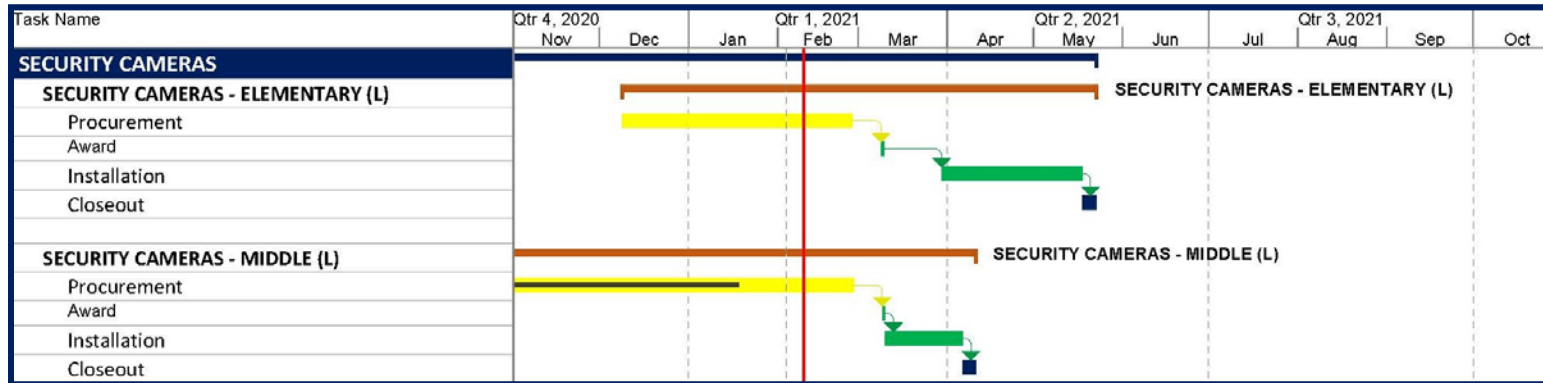 Task Name Qtr 4, 2020 Qtr 1, 2021 Qtr 2, 2021 Qtr 3, 2021
Nov Dec Jan Feb Mar Apr May Jun Jul Aug Sep Oct
SECURITY CAMERAS
SECURITY CAMERAS - ELEMENTARY (L) SECURITY CAMERAS - ELEMENTARY (L)
Procurement
Award
Installation
Closeout
SECURITY CAMERAS - MIDDLE (L) SECURITY CAMERAS - MIDDLE (L)
Procurement
Award
Installation
Closeout